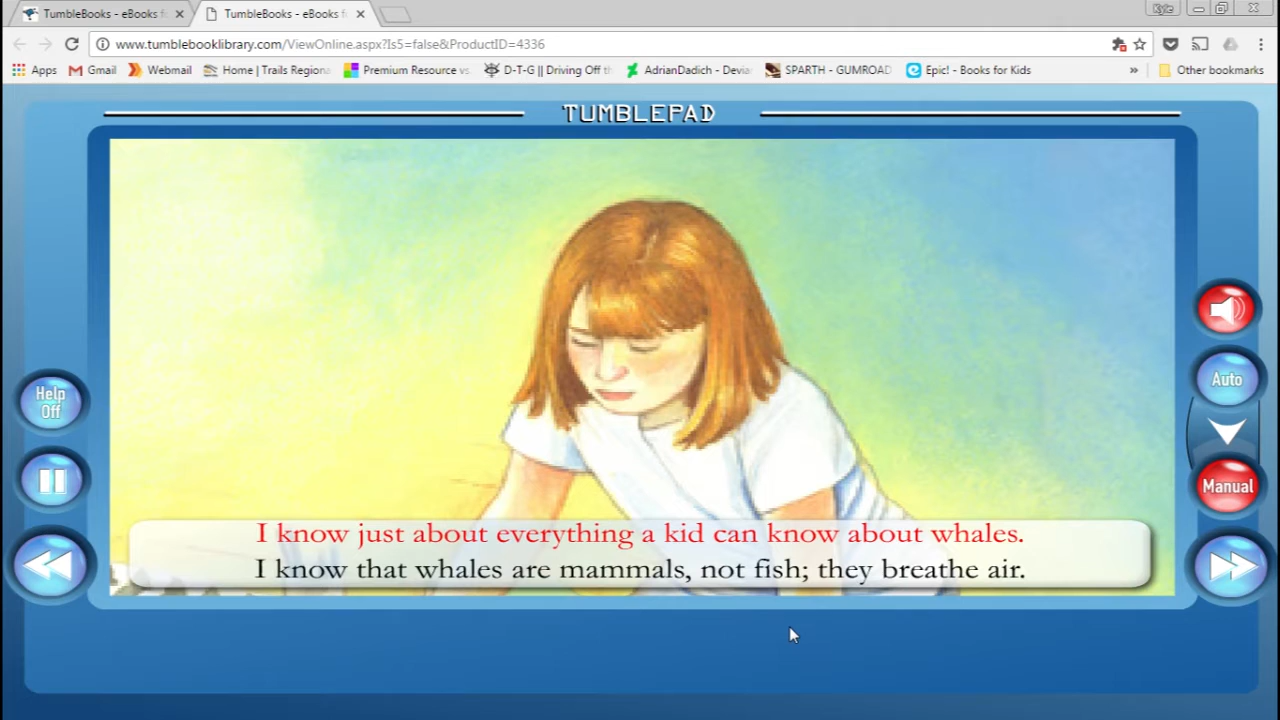 TumbleBooks - eBooks f
TumbleBooks - eBooks f
Kyle
www.tumblebooklibrary.com/ViewOnline.aspx?Is5=false&ProductID=4336
Apps
Gmail
Webmail
Home | Trails Regiona
Premium Resource vs
D-T-G || Driving Off th
AdrianDadich - Devia
SPARTH - GUMROAD
Epic! - Books for Kids
»
Other bookmarks
TUMBLEPAD
Help
Off
Auto
Manual
I know just about everything a kid can know about whales.
I know that whales are mammals, not fish; they breathe air.